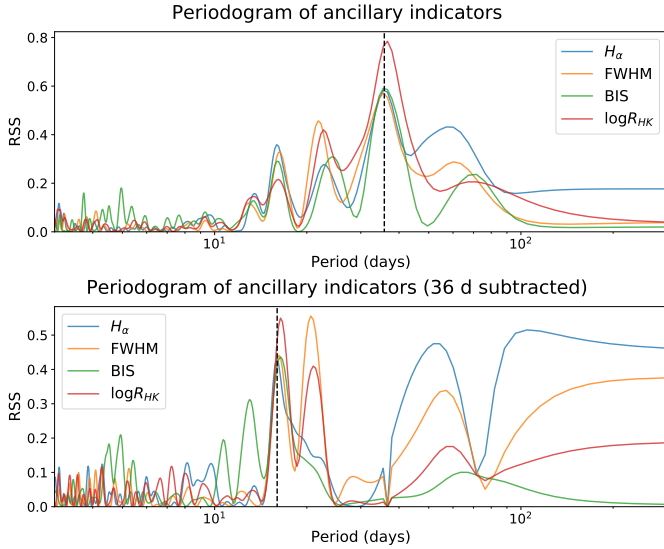 Periodogram of ancillary indicators
0.8
0.6
0.4
0.2
0.0
RSS
10¹
10²
Period (days)
H_α
FWHM
BIS
logR_HK
Periodogram of ancillary indicators (36 d subtracted)
0.5
0.4
0.3
0.2
0.1
0.0
RSS
10¹
10²
Period (days)
H_α
FWHM
BIS
logR_HK